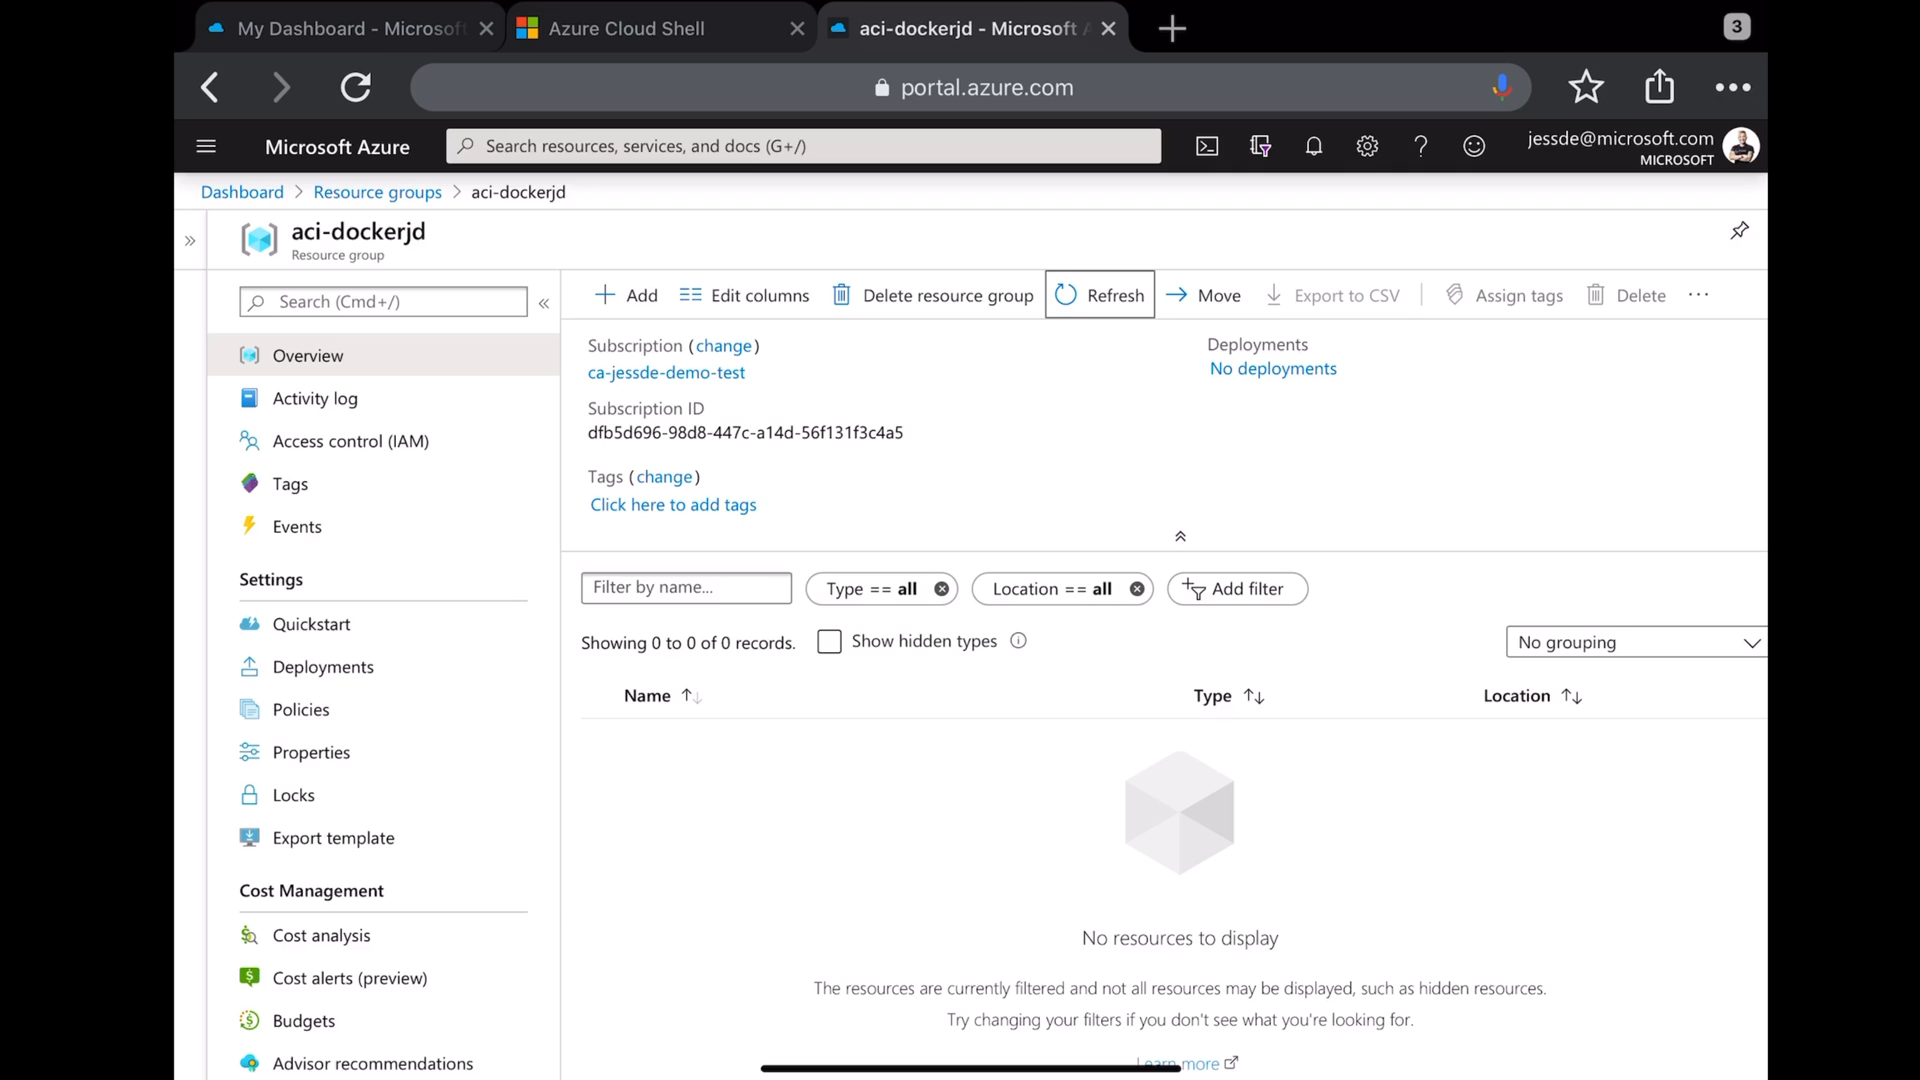 My Dashboard - Microsoft
Azure Cloud Shell
aci-dockerjd - Microsoft A
3
portal.azure.com
Microsoft Azure
Search resources, services, and docs (G+/)
jessde@microsoft.com
MICROSOFT
Dashboard > Resource groups > aci-dockerjd
aci-dockerjd
Resource group
Search (Cmd+/)
Add
Edit columns
Delete resource group
Refresh
Move
Export to CSV
Assign tags
Delete
Overview
Activity log
Access control (IAM)
Tags
Events
Settings
Quickstart
Deployments
Policies
Properties
Locks
Export template
Cost Management
Cost analysis
Cost alerts (preview)
Budgets
Advisor recommendations
Subscription (change)
ca-jessde-demo-test
Subscription ID
dfb5d696-98d8-447c-a14d-56f131f3c4a5
Tags (change)
Click here to add tags
Deployments
No deployments
Filter by name...
Type == all
Location == all
Add filter
Showing 0 to 0 of 0 records.
Show hidden types
No grouping
Name
Type
Location
No resources to display
The resources are currently filtered and not all resources may be displayed, such as hidden resources.
Try changing your filters if you don't see what you're looking for.
Learn more